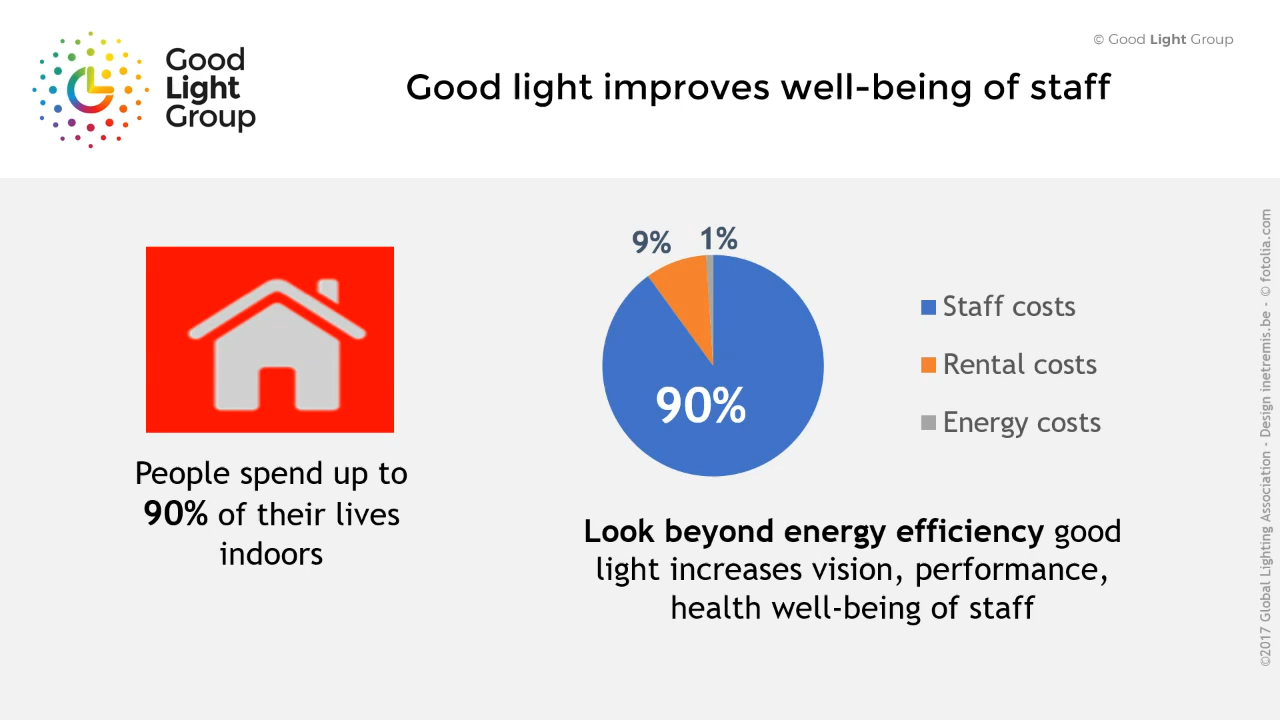 © Good Light Group
Good
Light
Group
Good light improves well-being of staff
9%
1%
90%
Staff costs
Rental costs
Energy costs
People spend up to
90% of their lives
indoors
Look beyond energy efficiency good
light increases vision, performance,
health well-being of staff
©2017 Global Lighting Association - Design inetremis.be - © fotolia.com